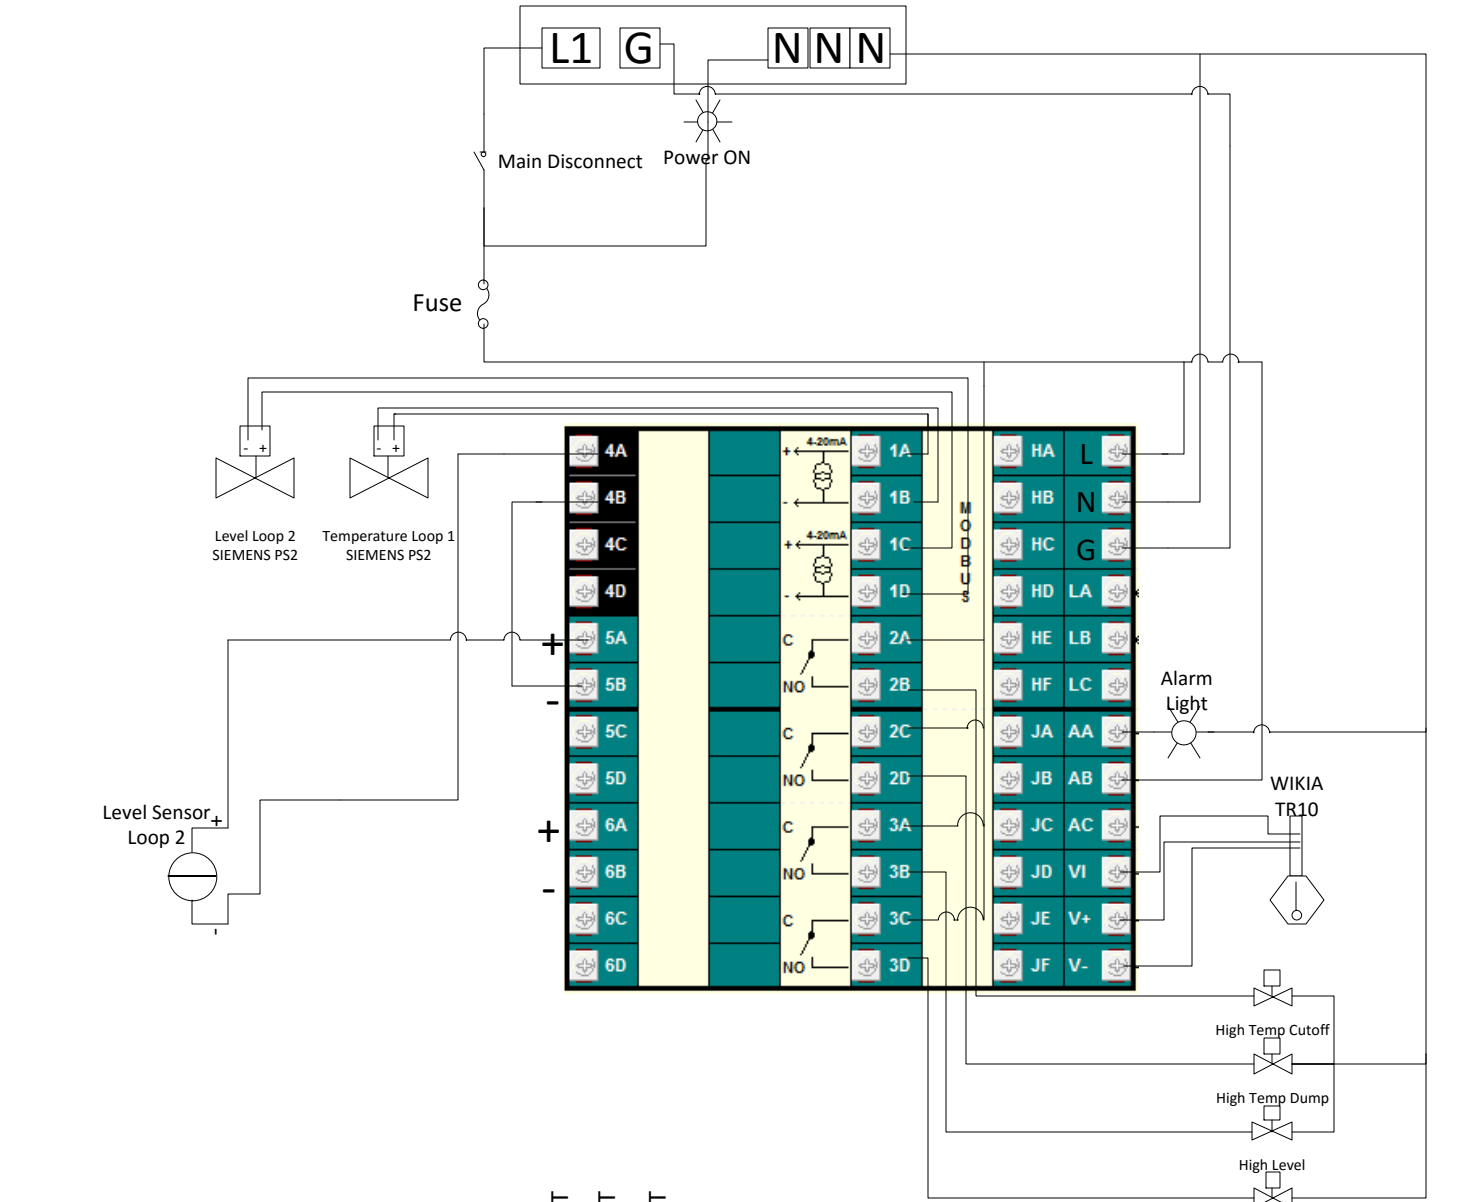 L1 G N N N
Main Disconnect
Power ON
Fuse
- +
- +
Level Loop 2
SIEMENS PS2
Temperature Loop 1
SIEMENS PS2
4A
4B
4C
4D
+ 5A
5B
-
5C
5D
+ 6A
6B
-
6C
6D
+ 4-20mA
-
+ 4-20mA
-
C
NO
C
NO
C
NO
C
NO
1A
1B
1C
1D
2A
2B
2C
2D
3A
3B
3C
3D
MODBUS
HA L
HB N
HC G
HD LA
HE LB
HF LC
JA AA
JB AB
JC AC
JD VI
JE V+
JF V-
Alarm
Light
WIKIA
TR10
Level Sensor +
Loop 2
-
High Temp Cutoff
High Temp Dump
High Level
T T T